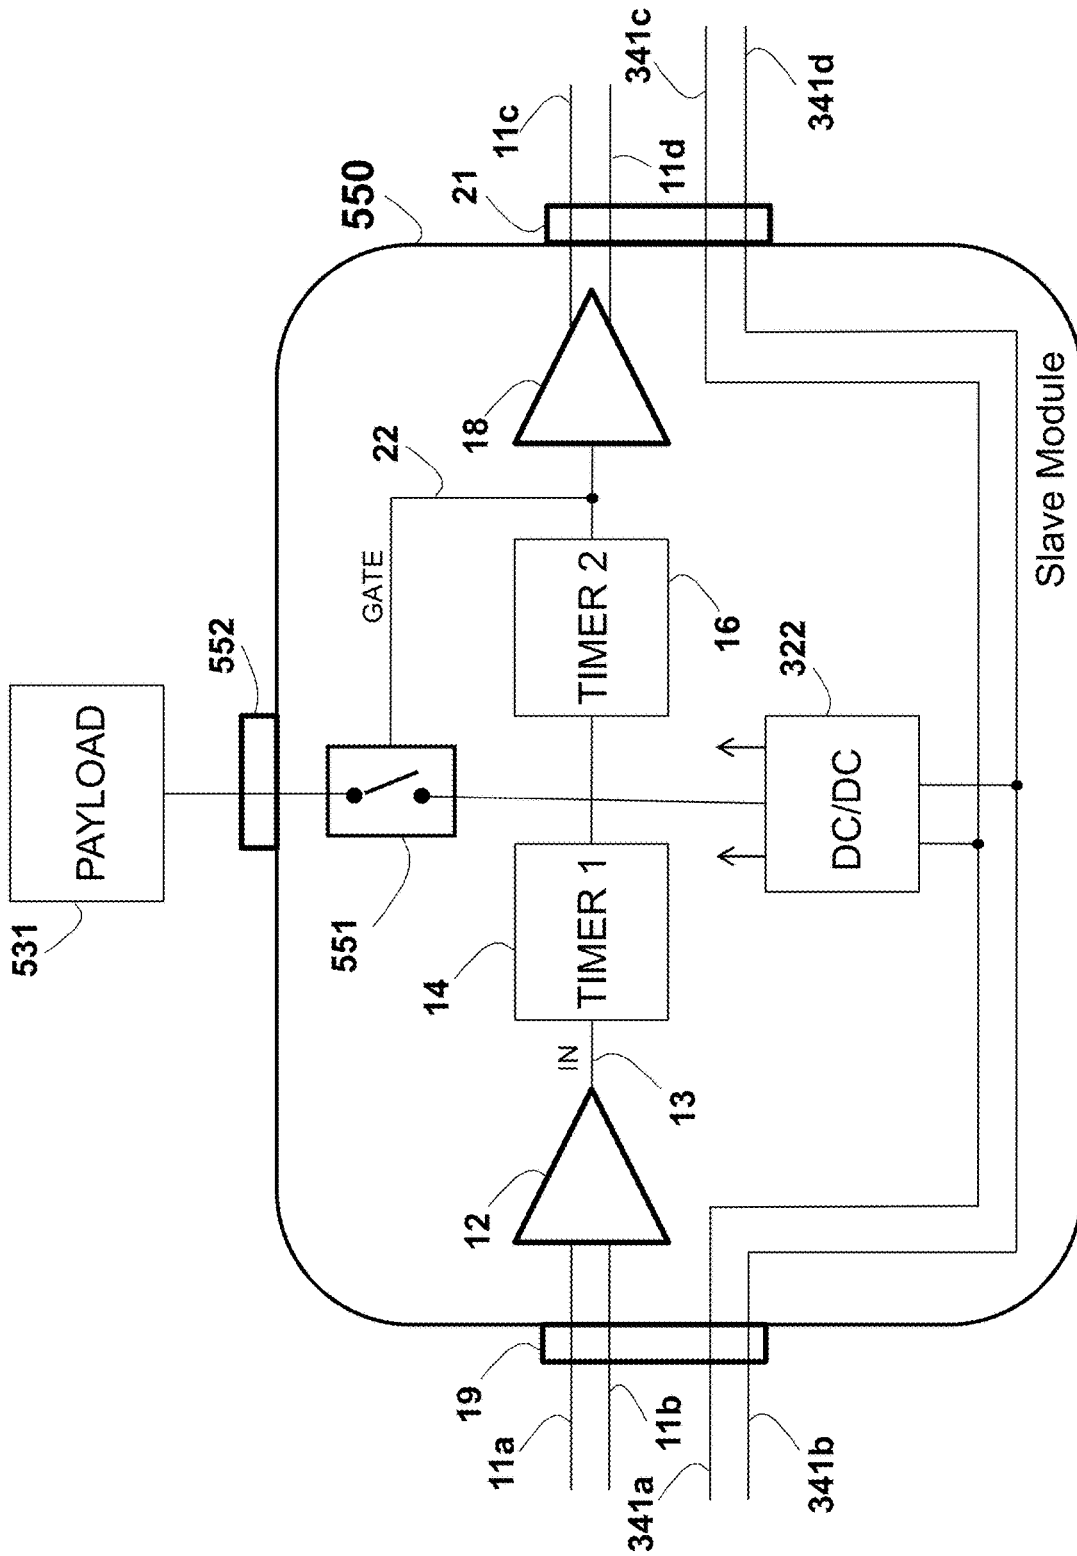 531
PAYLOAD
552
550
551
GATE
22
21
11c
11d
341c
341d
12
IN
13
14
TIMER 1
TIMER 2
16
18
322
DC/DC
19
11a
11b
341a
341b
Slave Module